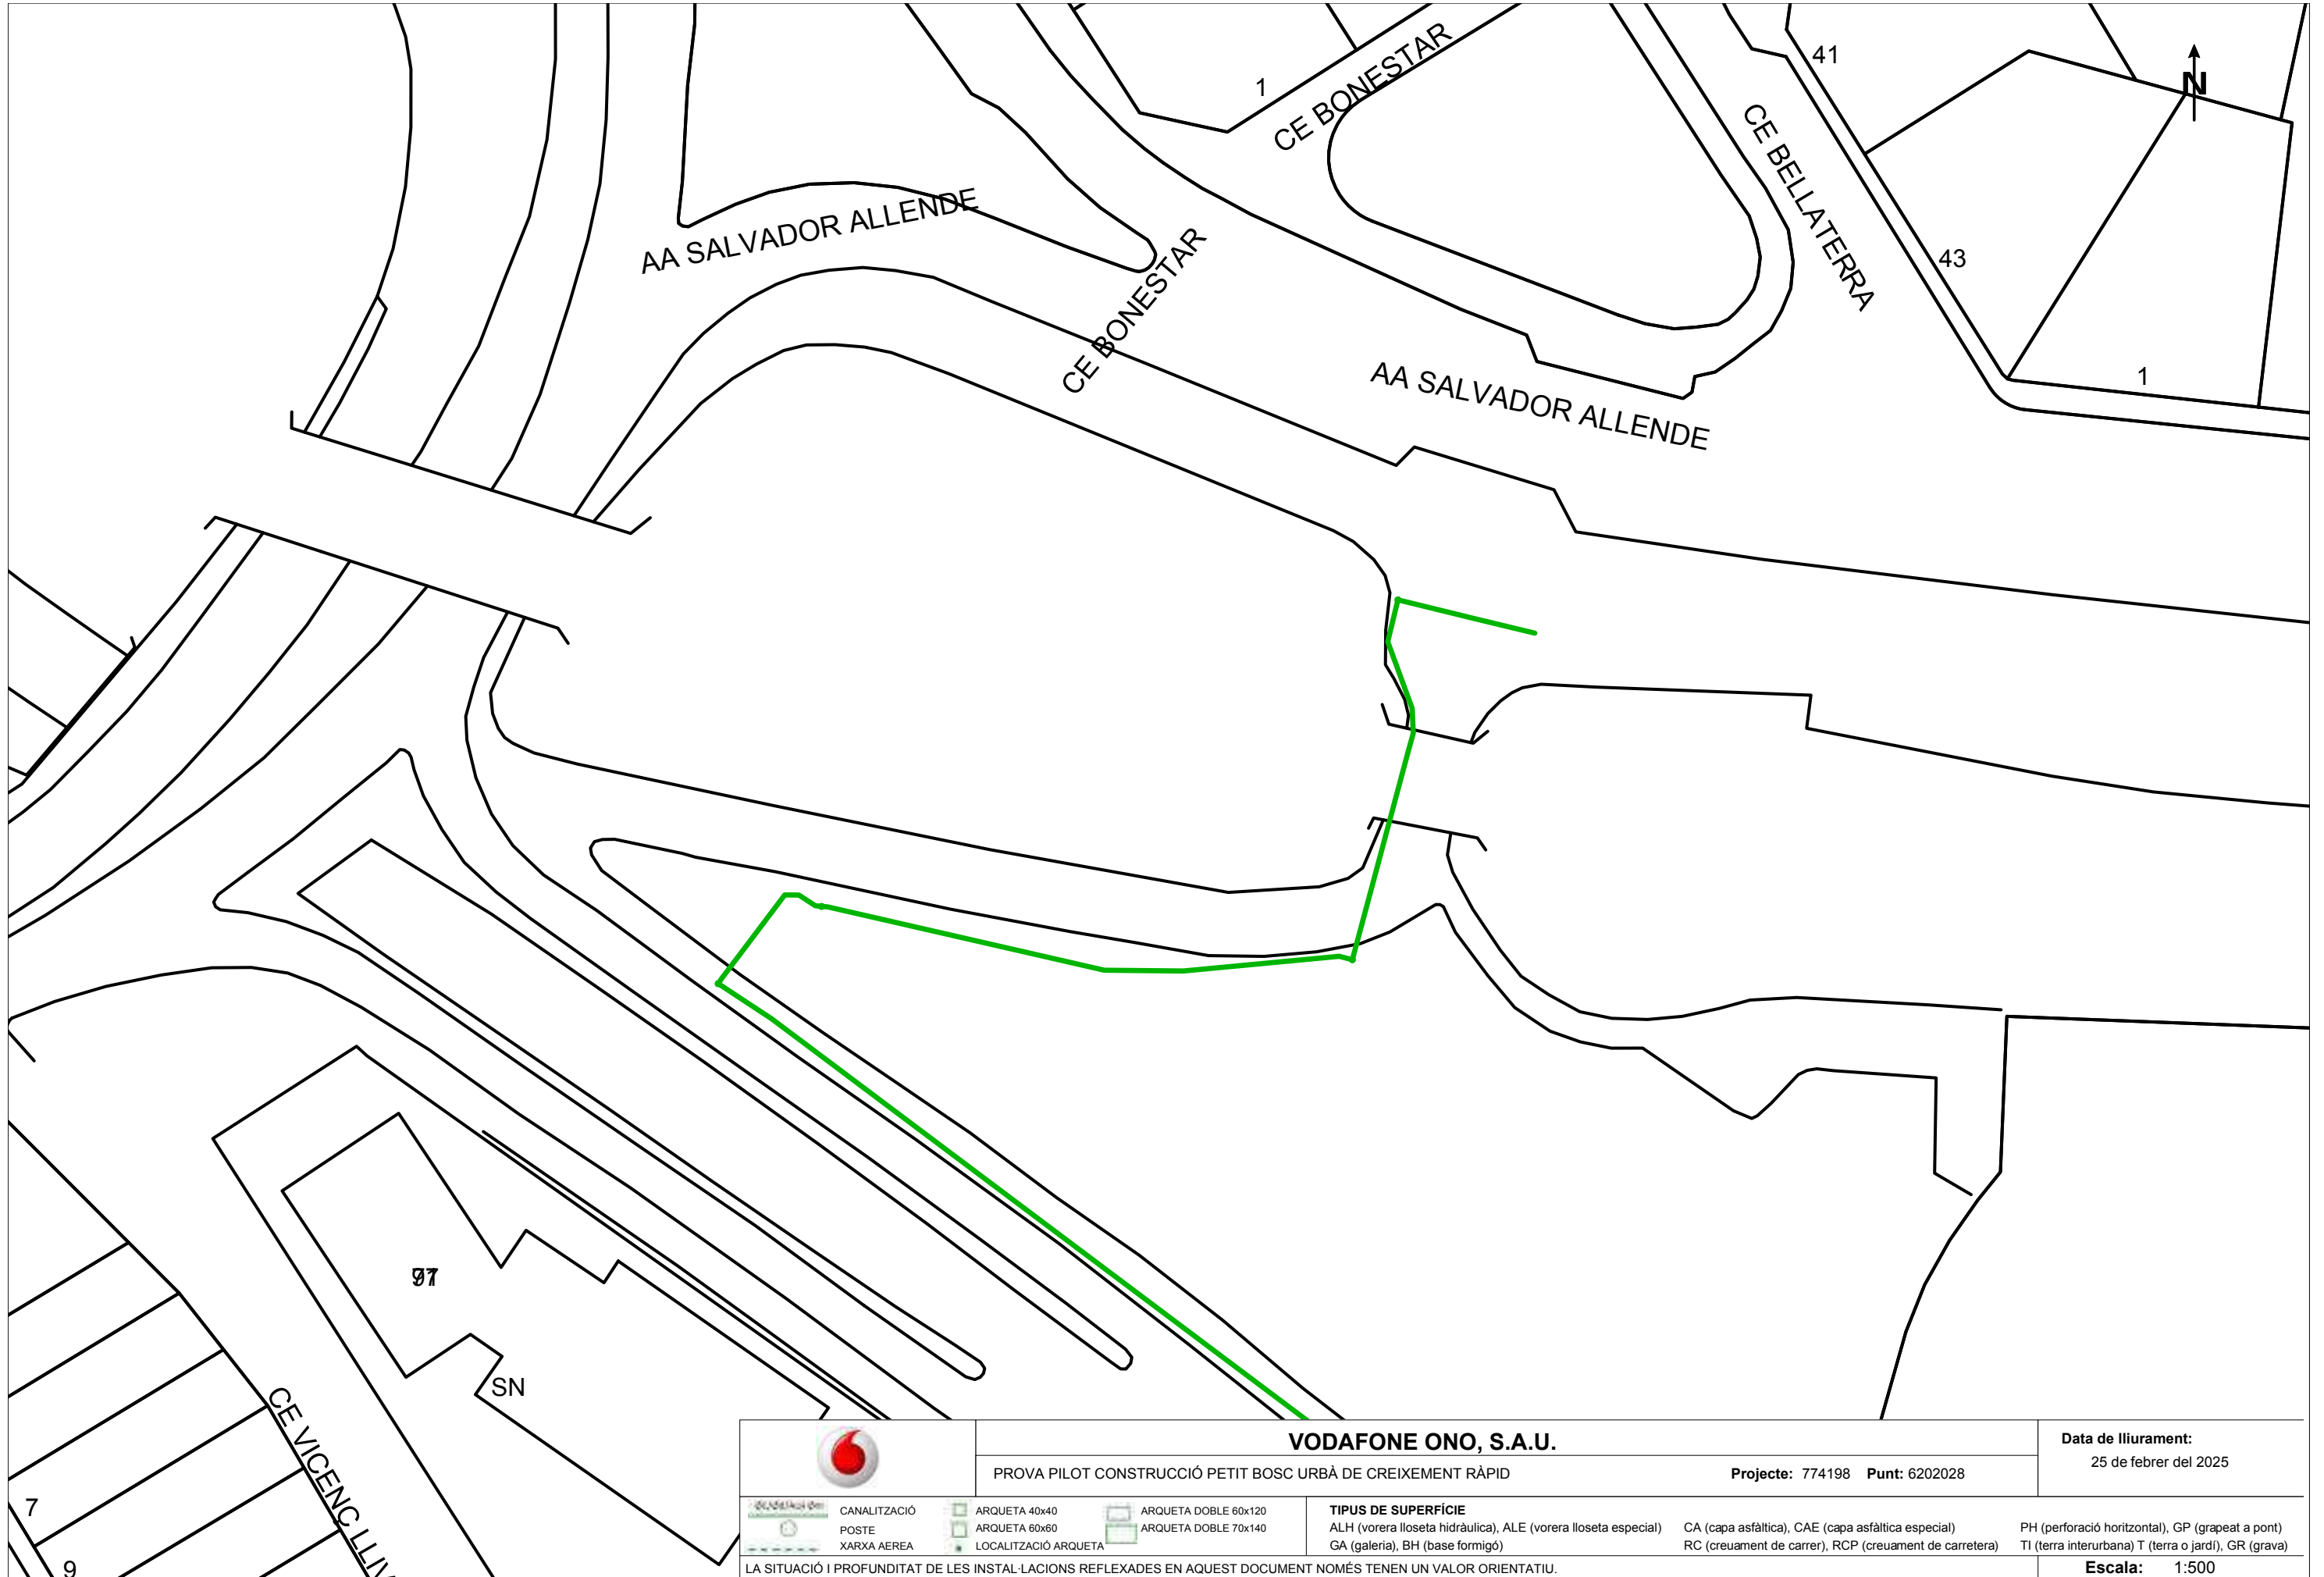 41
N
1
CE BONESTAR
CE BELLATERRA
AA SALVADOR ALLENDE
43
CE BONESTAR
AA SALVADOR ALLENDE
1
SN
CE VICENÇ LLIV
7
9
VODAFONE ONO, S.A.U.
PROVA PILOT CONSTRUCCIÓ PETIT BOSC URBÀ DE CREIXEMENT RÀPID
Projecte: 774198 Punt: 6202028
Data de lliurament:
25 de febrer del 2025
CANALITZACIÓ
POSTE
XARXA AEREA
ARQUETA 40x40
ARQUETA 60x60
LOCALITZACIÓ ARQUETA
ARQUETA DOBLE 60x120
ARQUETA DOBLE 70x140
TIPUS DE SUPERFÍCIE
ALH (vorera lloseta hidràulica), ALE (vorera lloseta especial)
GA (galeria), BH (base formigó)
CA (capa asfàltica), CAE (capa asfàltica especial)
RC (creuament de carrer), RCP (creuament de carretera)
PH (perforació horitzontal), GP (grapeat a pont)
TI (terra interurbana) T (terra o jardí), GR (grava)
LA SITUACIÓ I PROFUNDITAT DE LES INSTAL·LACIONS REFLEXADES EN AQUEST DOCUMENT NOMÉS TENEN UN VALOR ORIENTATIU.
Escala: 1:500